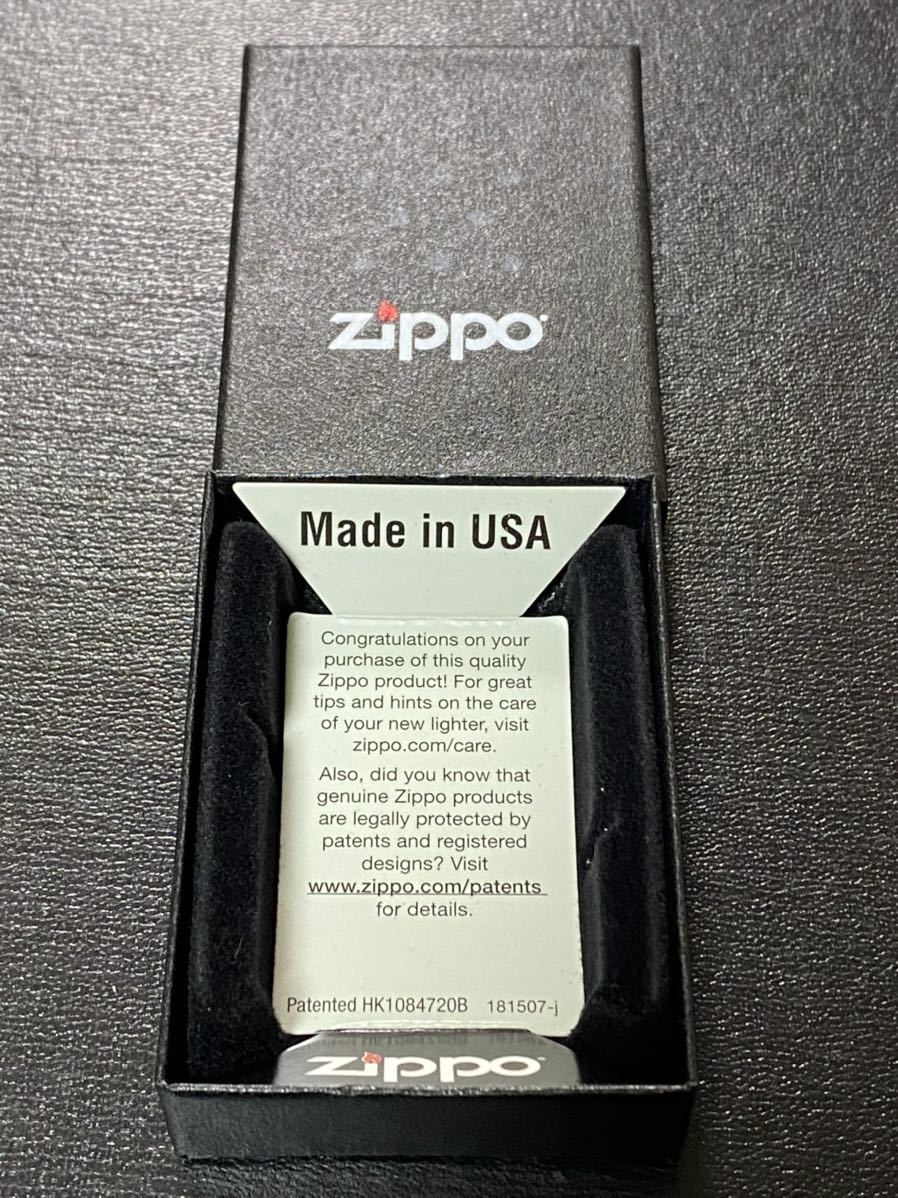 Zippo
Made in USA
Congratulations on your
purchase of this quality
Zippo product! For great
tips and hints on the care
of your new lighter, visit
zippo.com/care.
Also, did you know that
genuine Zippo products
are legally protected by
patents and registered
designs? Visit
www.zippo.com/patents
for details.
Patented HK1084720B 181507-j
Zippo